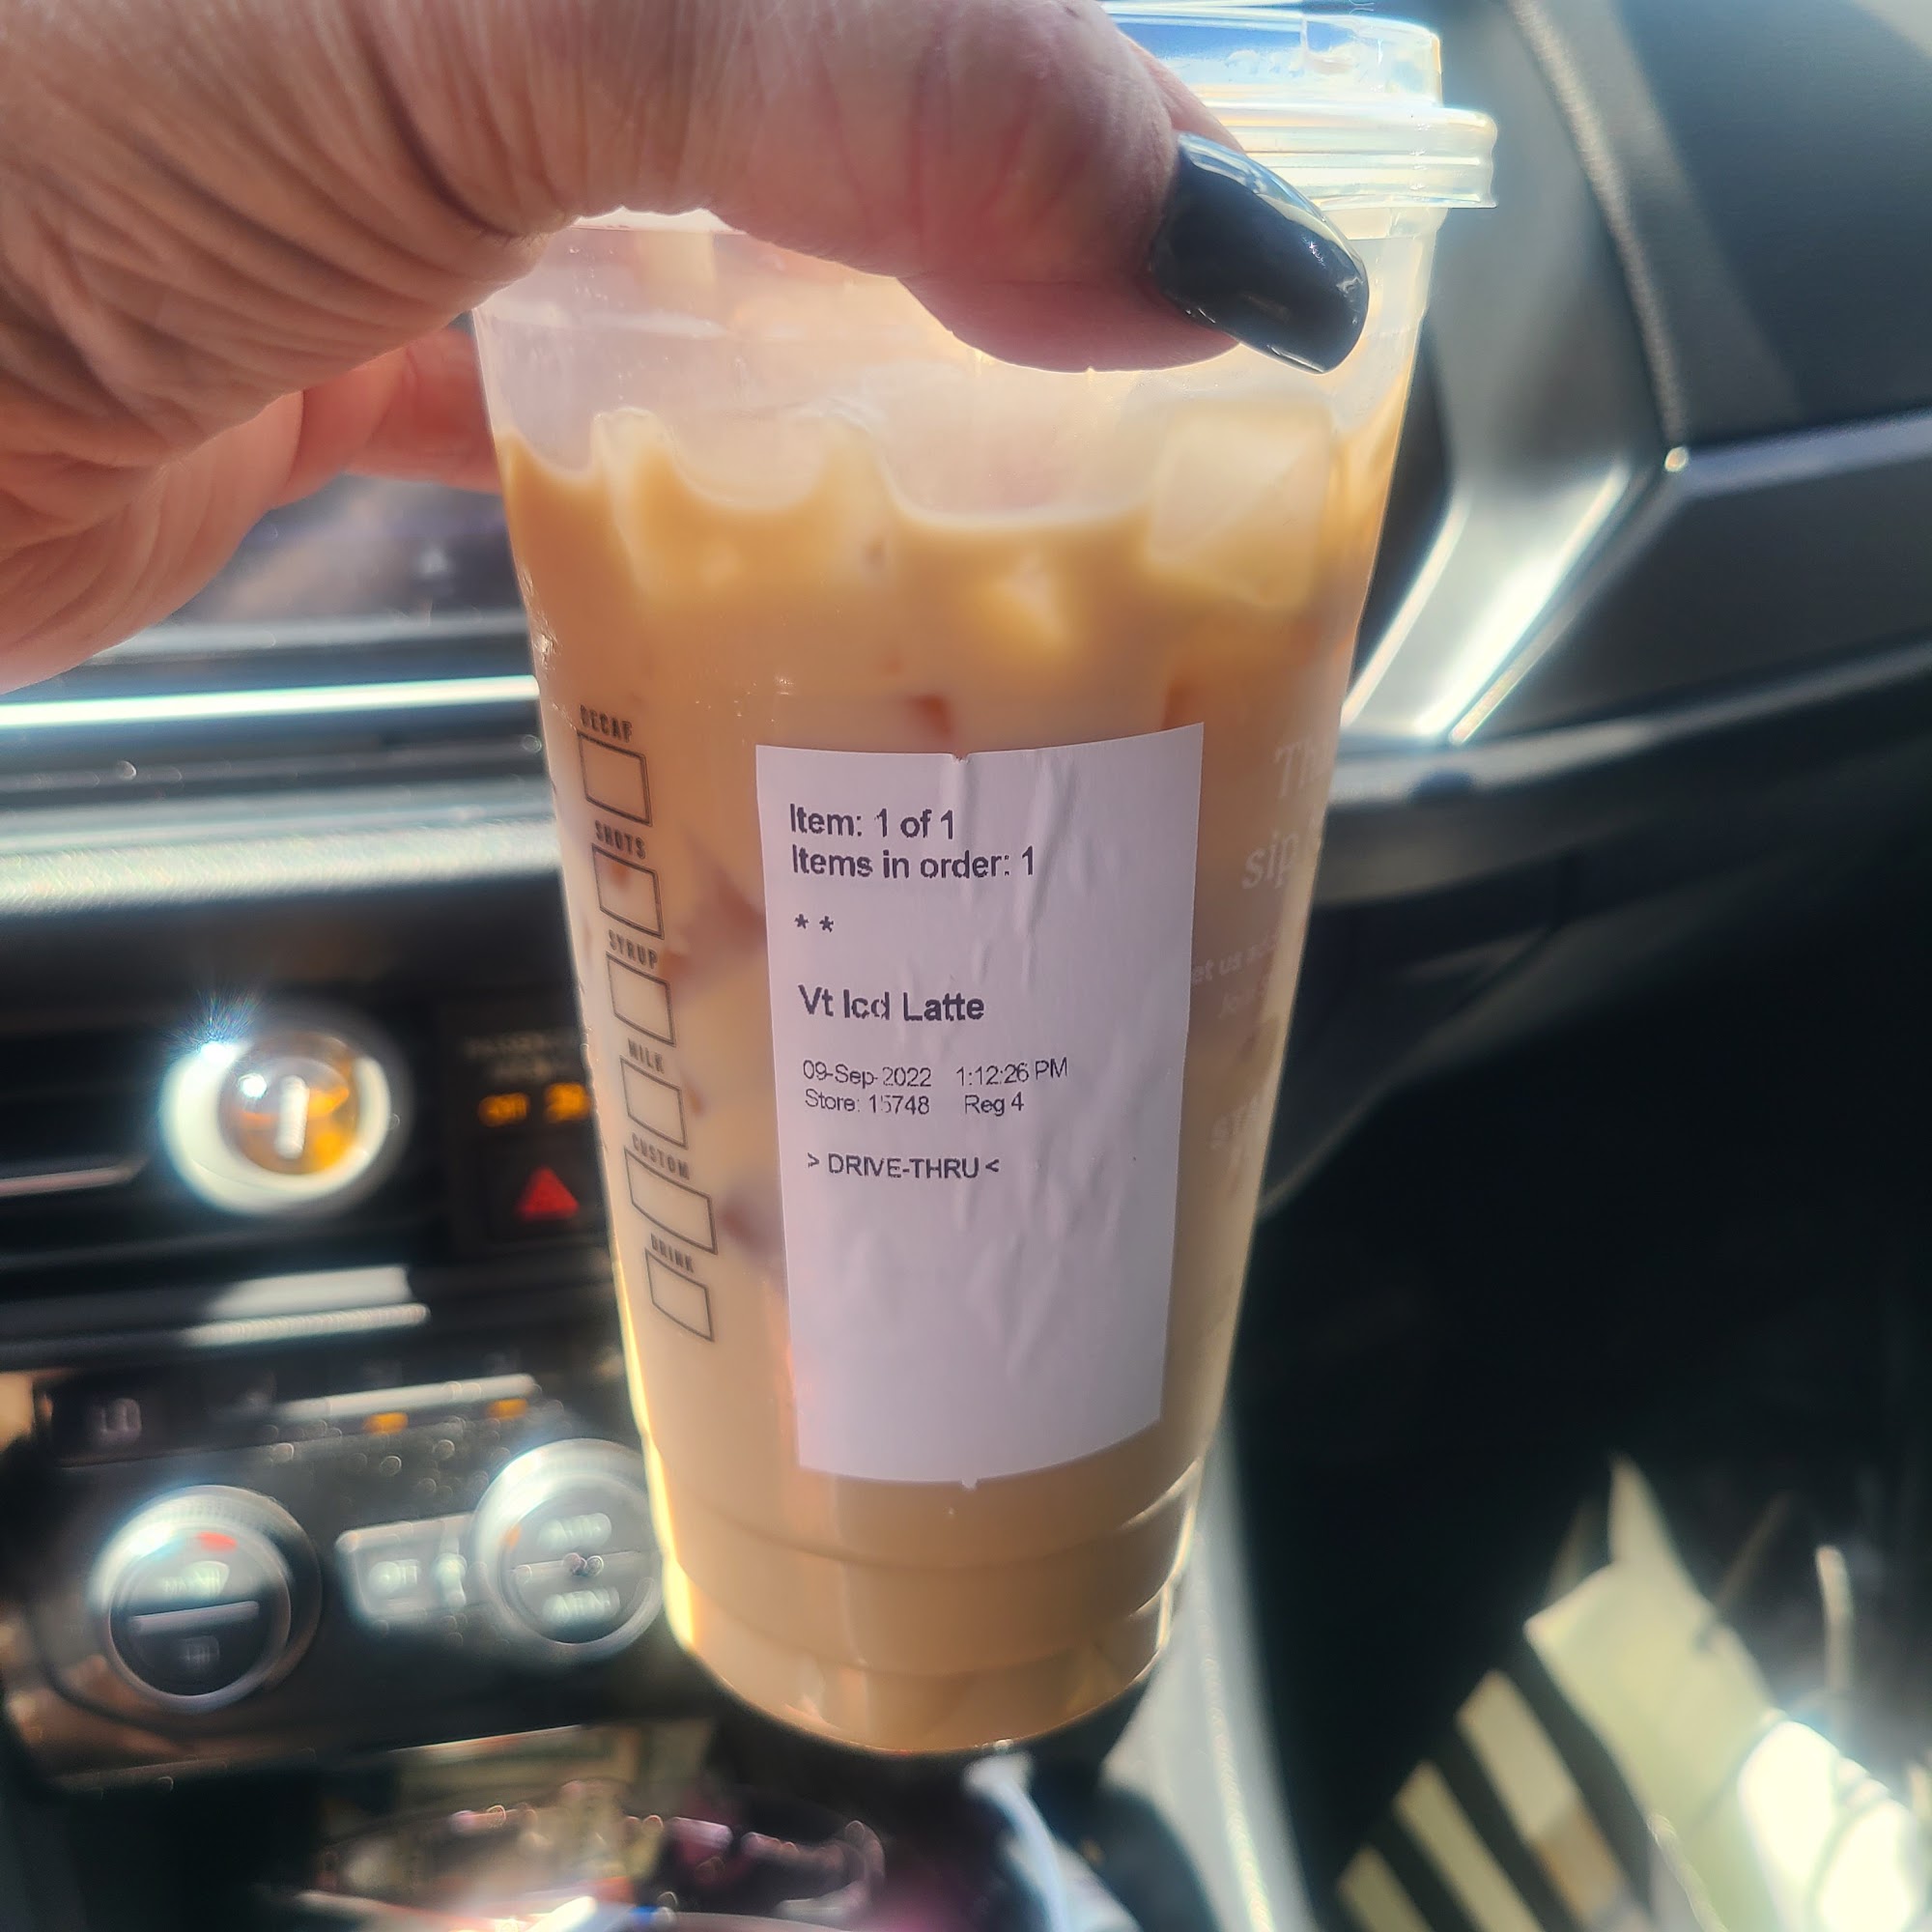 DECAF
SHOTS
SYRUP
MILK
CUSTOM
DRINK
Item: 1 of 1
Items in order: 1
* *
Vt Icd Latte
09-Sep-2022 1:12:26 PM
Store: 15748 Reg 4
> DRIVE-THRU <